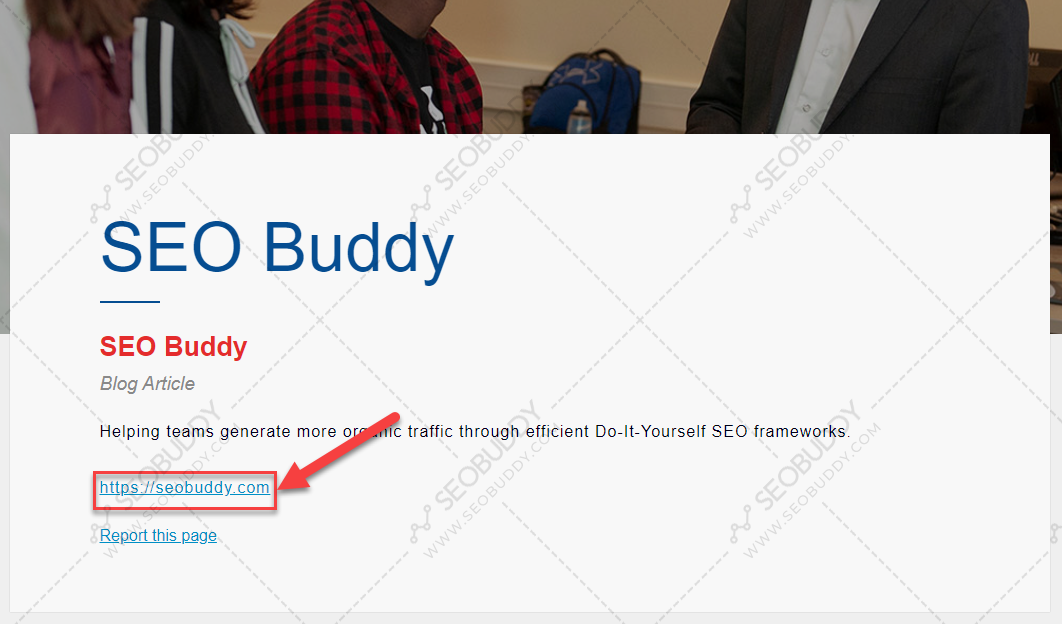 SEO Buddy
SEO Buddy
Blog Article
Helping teams generate more organic traffic through efficient Do-It-Yourself SEO frameworks.
https://seobuddy.com
Report this page
SEOBUDDY
WWW.SEOBUDDY.COM